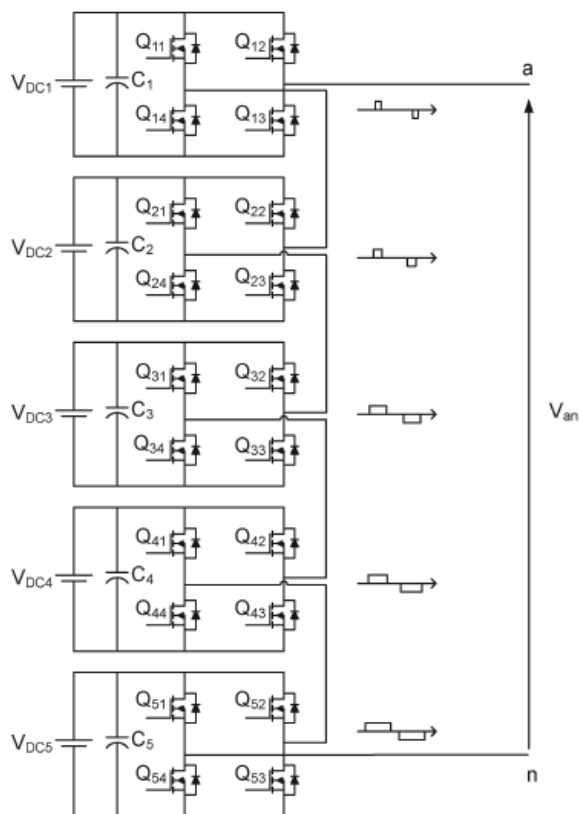 Q11 Q12
VDC1 C1 a
Q14 Q13
Q21 Q22
VDC2 C2
Q24 Q23
Q31 Q32
VDC3 C3 Van
Q34 Q33
Q41 Q42
VDC4 C4
Q44 Q43
Q51 Q52
VDC5 C5
Q54 Q53 n